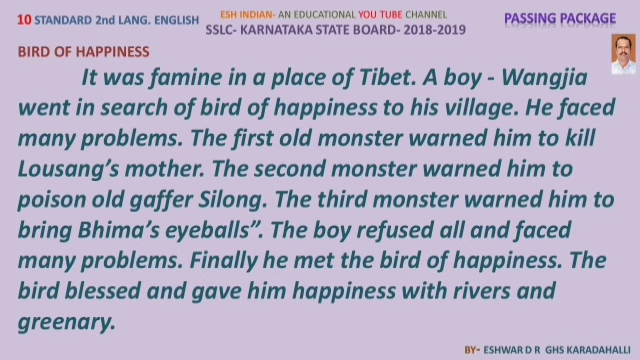 10 STANDARD 2nd LANG. ENGLISH
ESH INDIAN- AN EDUCATIONAL YOU TUBE CHANNEL
SSLC- KARNATAKA STATE BOARD- 2018-2019
PASSING PACKAGE
BIRD OF HAPPINESS
It was famine in a place of Tibet. A boy - Wangjia
went in search of bird of happiness to his village. He faced
many problems. The first old monster warned him to kill
Lousang’s mother. The second monster warned him to
poison old gaffer Silong. The third monster warned him to
bring Bhima’s eyeballs”. The boy refused all and faced
many problems. Finally he met the bird of happiness. The
bird blessed and gave him happiness with rivers and
greenary.
BY- ESHWAR D R GHS KARADAHALLI